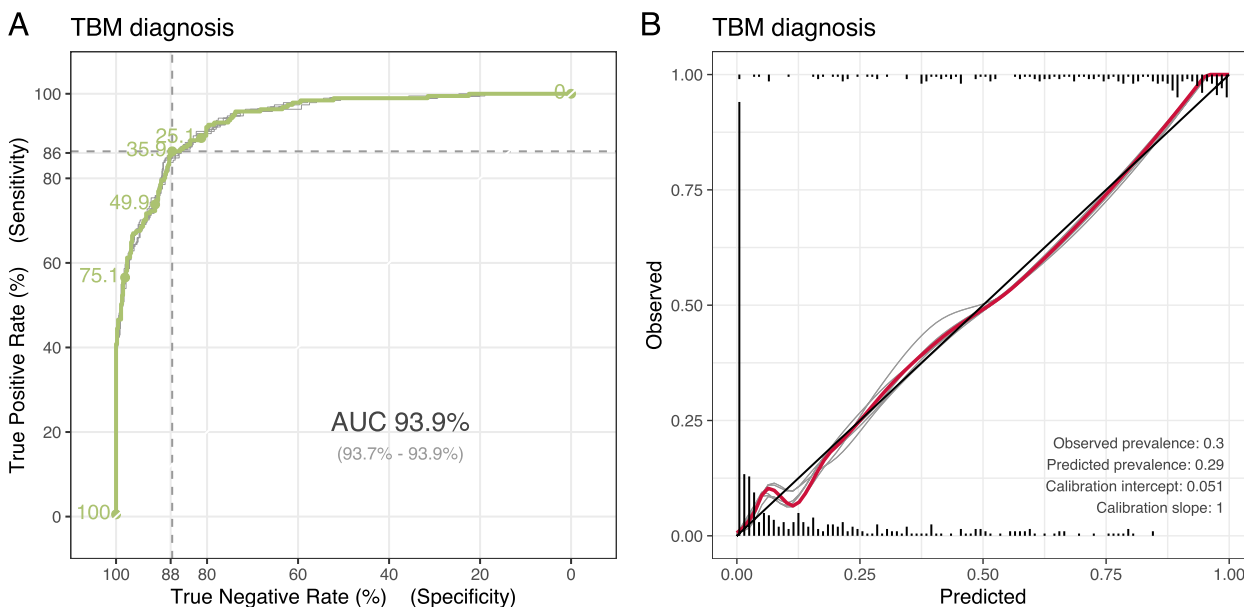 A
TBM diagnosis
True Positive Rate (%) (Sensitivity)
100
86
80
60
40
20
0
0
25.1
35.9
49.9
75.1
100
AUC 93.9%
(93.7% - 93.9%)
100
88
80
60
40
20
0
True Negative Rate (%) (Specificity)
B
TBM diagnosis
Observed
1.00
0.75
0.50
0.25
0.00
Observed prevalence: 0.3
Predicted prevalence: 0.29
Calibration intercept: 0.051
Calibration slope: 1
0.00
0.25
0.50
0.75
1.00
Predicted